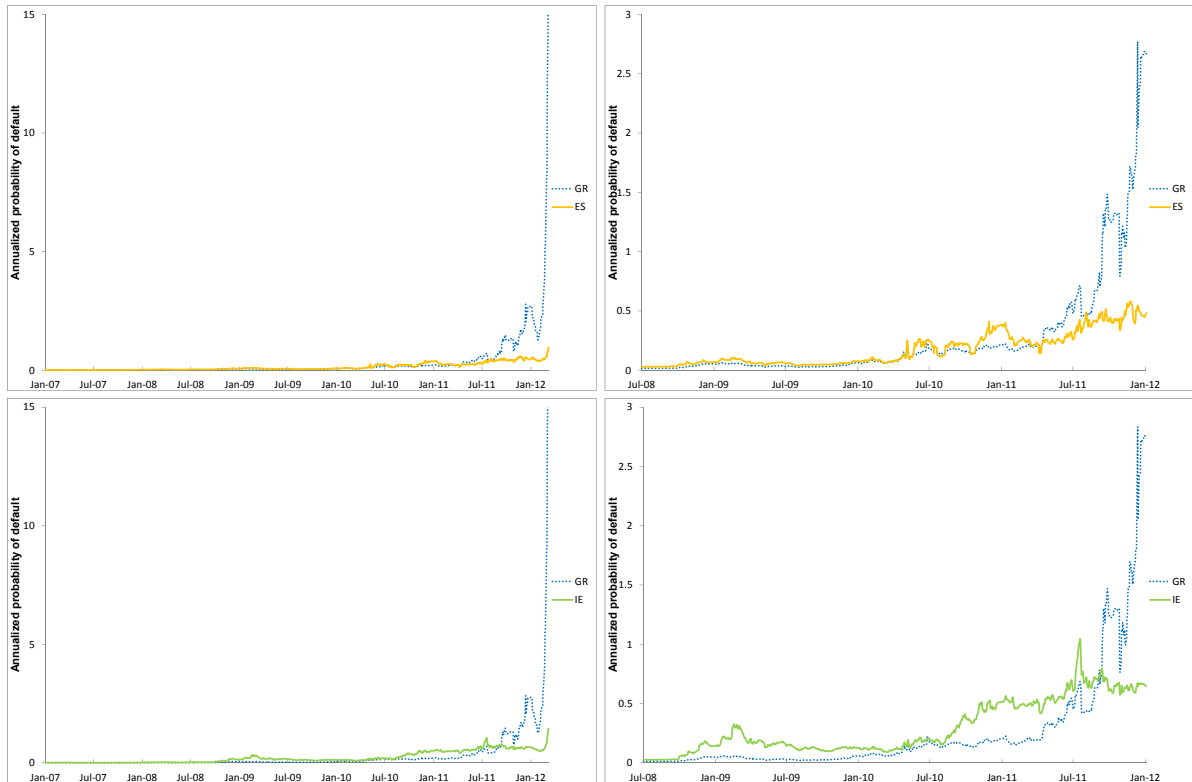 15
10
5
0
Annualized probability of default
GR
ES
Jan-07 Jul-07 Jan-08 Jul-08 Jan-09 Jul-09 Jan-10 Jul-10 Jan-11 Jul-11 Jan-12
3
2.5
2
1.5
1
0.5
0
Annualized probability of default
GR
ES
Jul-08 Jan-09 Jul-09 Jan-10 Jul-10 Jan-11 Jul-11 Jan-12
15
10
5
0
Annualized probability of default
GR
IE
Jan-07 Jul-07 Jan-08 Jul-08 Jan-09 Jul-09 Jan-10 Jul-10 Jan-11 Jul-11 Jan-12
3
2.5
2
1.5
1
0.5
0
Annualized probability of default
GR
IE
Jul-08 Jan-09 Jul-09 Jan-10 Jul-10 Jan-11 Jul-11 Jan-12